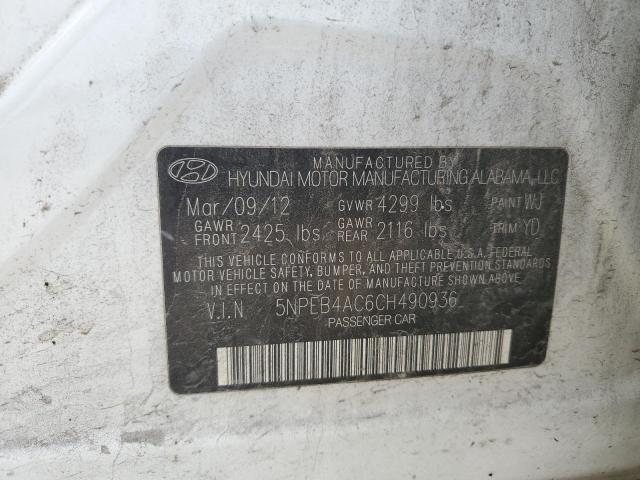 MANUFACTURED BY
HYUNDAI MOTOR MANUFACTURING ALABAMA, LLC
Mar/09/12 GVWR 4299 lbs PAINT WJ
GAWR FRONT 2425 lbs GAWR REAR 2116 lbs TRIM YD
THIS VEHICLE CONFORMS TO ALL APPLICABLE U.S.A. FEDERAL
MOTOR VEHICLE SAFETY, BUMPER, AND THEFT PREVENTION STANDARDS
IN EFFECT ON THE DATE OF MANUFACTURE SHOWN ABOVE.
V.I.N 5NPEB4AC6CH490936
PASSENGER CAR